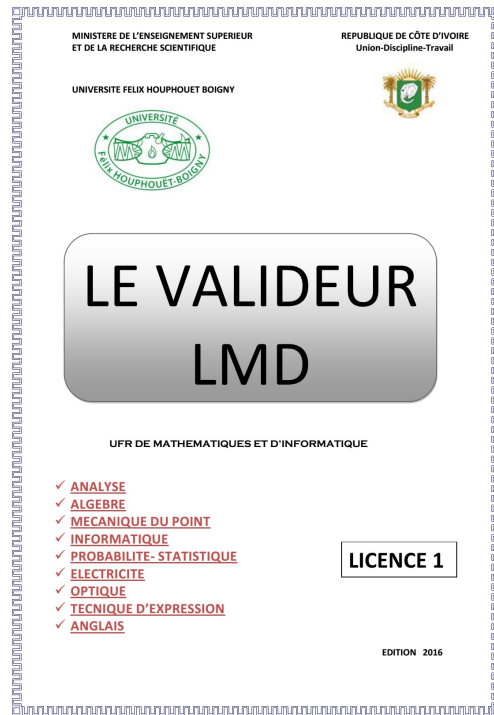 MINISTERE DE L'ENSEIGNEMENT SUPERIEUR
ET DE LA RECHERCHE SCIENTIFIQUE
REPUBLIQUE DE CÔTE D'IVOIRE
Union-Discipline-Travail
UNIVERSITE FELIX HOUPHOUET BOIGNY
UNIVERSITÉ
Félix HOUPHOUËT-BOIGNY
LE VALIDEUR
LMD
UFR DE MATHEMATIQUES ET D'INFORMATIQUE
✓ ANALYSE
✓ ALGEBRE
✓ MECANIQUE DU POINT
✓ INFORMATIQUE
✓ PROBABILITE- STATISTIQUE
✓ ELECTRICITE
✓ OPTIQUE
✓ TECNIQUE D'EXPRESSION
✓ ANGLAIS
LICENCE 1
EDITION 2016